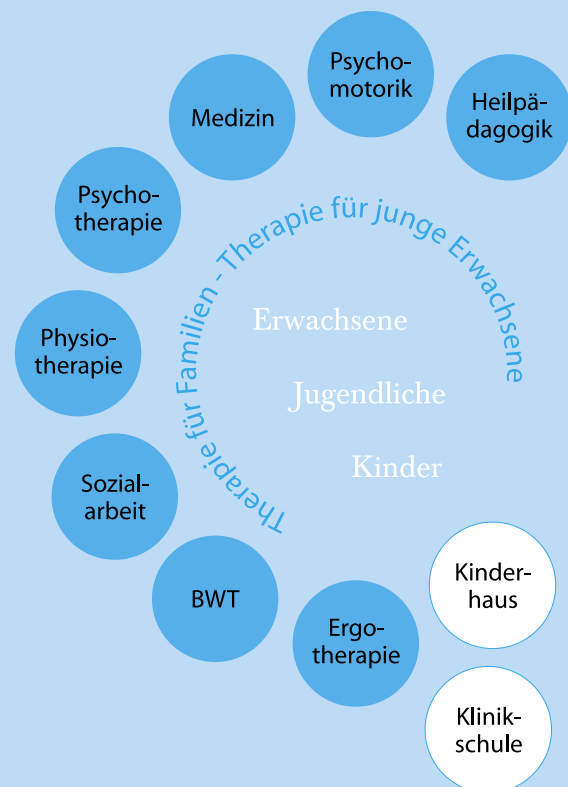 Psycho-
motorik
Medizin
Heilpä-
dagogik
Psycho-
therapie
Therapie für Familien - Therapie für junge Erwachsene
Erwachsene
Physio-
therapie
Jugendliche
Kinder
Sozial-
arbeit
Kinder-
haus
BWT
Ergo-
therapie
Klinik-
schule